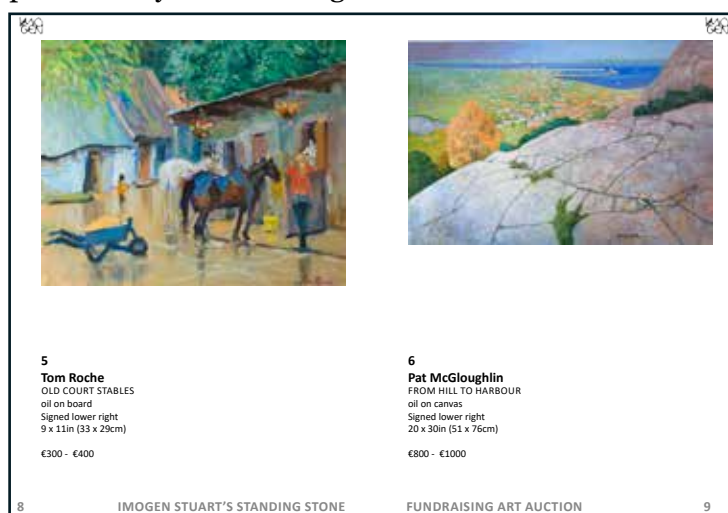 5
Tom Roche
OLD COURT STABLES
oil on board
Signed lower right
9 x 11in (33 x 29cm)
€300 - €400
6
Pat McGloughlin
FROM HILL TO HARBOUR
oil on canvas
Signed lower right
20 x 30in (51 x 76cm)
€800 - €1000
8
IMOGEN STUART'S STANDING STONE
FUNDRAISING ART AUCTION
9